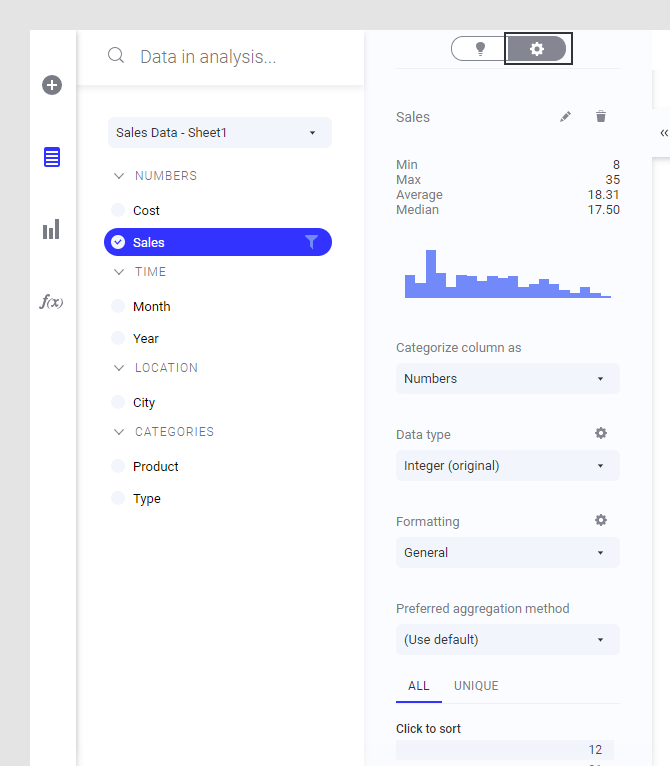 Data in analysis...
Sales Data - Sheet1
NUMBERS
Cost
Sales
TIME
Month
Year
LOCATION
City
CATEGORIES
Product
Type
f(x)
Sales
Min 8
Max 35
Average 18.31
Median 17.50
Categorize column as
Numbers
Data type
Integer (original)
Formatting
General
Preferred aggregation method
(Use default)
ALL UNIQUE
Click to sort
12